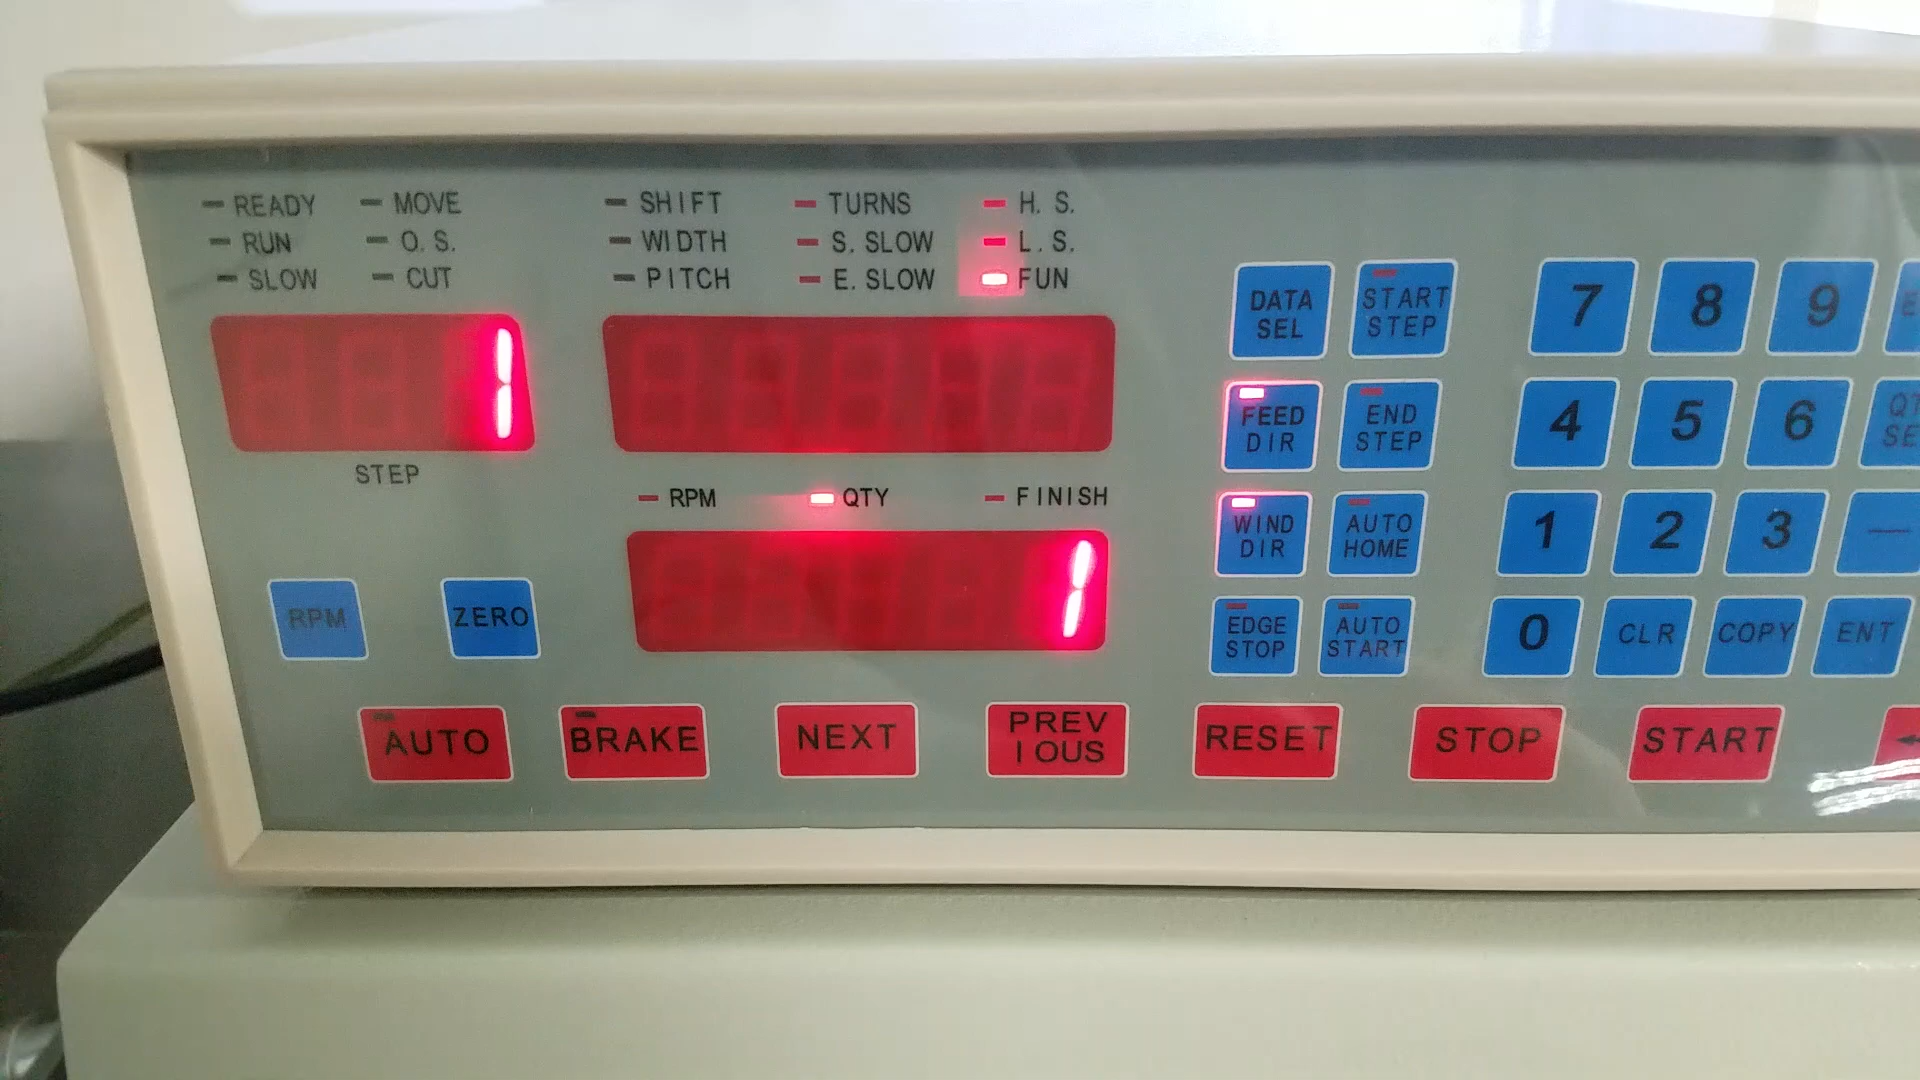 READY MOVE SHIFT TURNS H. S.
RUN O. S. WIDTH S. SLOW L. S.
SLOW CUT PITCH E. SLOW FUN
1
STEP
RPM QTY FINISH
1
RPM ZERO
DATA
SEL
START
STEP
7 8 9
FEED
DIR
END
STEP
4 5 6
WIND
DIR
AUTO
HOME
1 2 3 —
EDGE
STOP
AUTO
START
0 CLR COPY ENT
AUTO BRAKE NEXT
PREV
IOUS
RESET STOP START